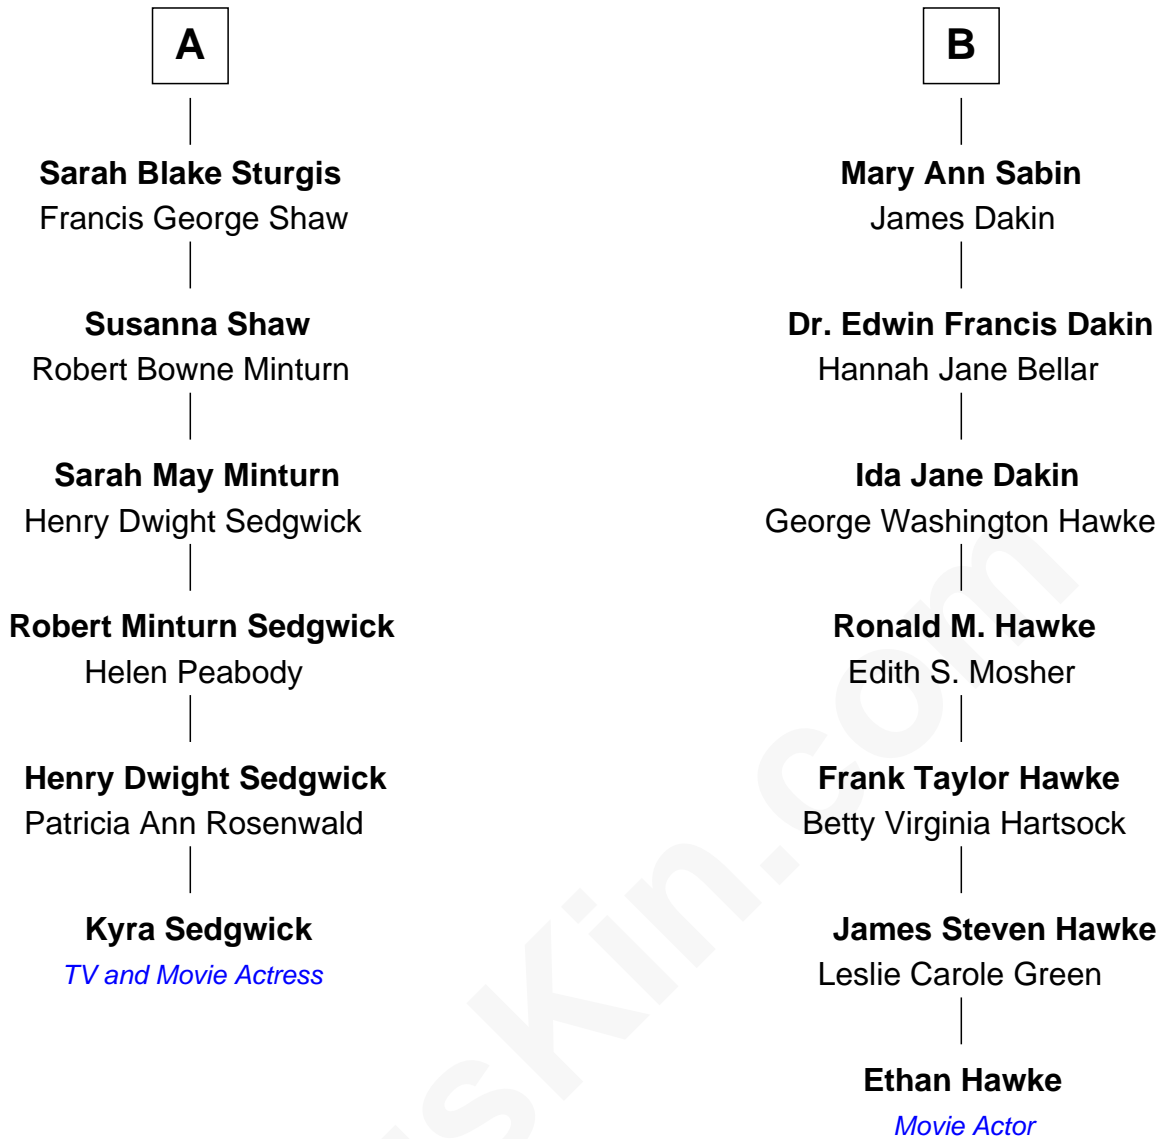 A
Sarah Blake Sturgis
Francis George Shaw
Susanna Shaw
Robert Bowne Minturn
Sarah May Minturn
Henry Dwight Sedgwick
Robert Minturn Sedgwick
Helen Peabody
Henry Dwight Sedgwick
Patricia Ann Rosenwald
Kyra Sedgwick
TV and Movie Actress
B
Mary Ann Sabin
James Dakin
Dr. Edwin Francis Dakin
Hannah Jane Bellar
Ida Jane Dakin
George Washington Hawke
Ronald M. Hawke
Edith S. Mosher
Frank Taylor Hawke
Betty Virginia Hartsock
James Steven Hawke
Leslie Carole Green
Ethan Hawke
Movie Actor